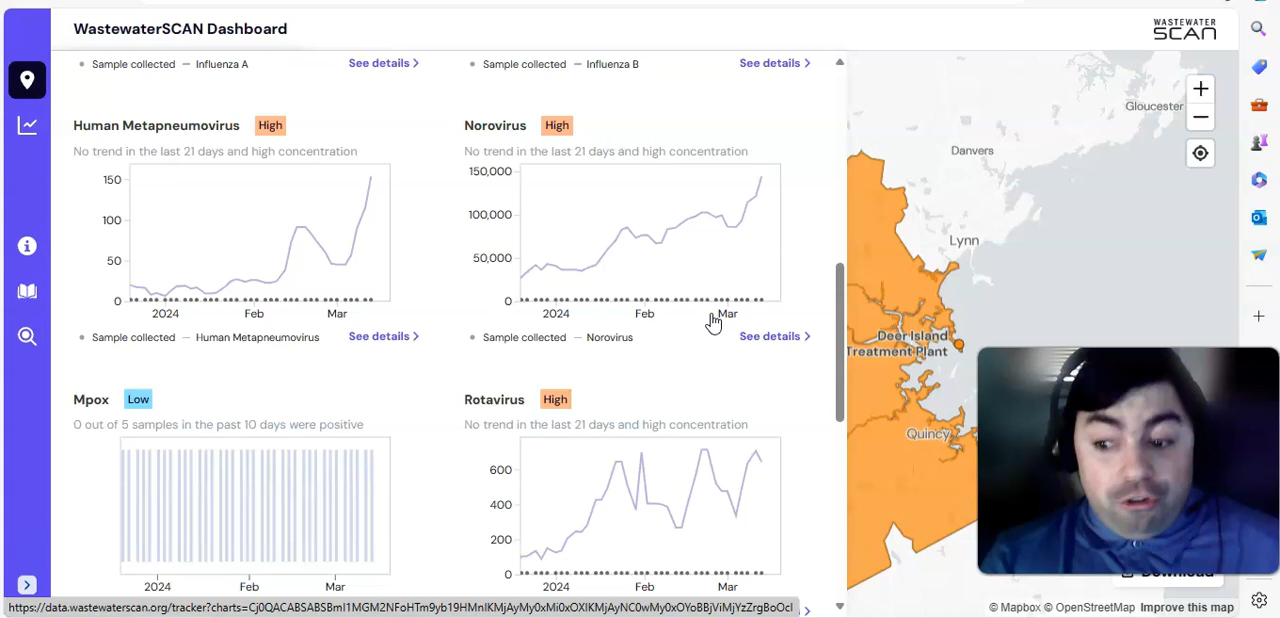 WastewaterSCAN Dashboard
WASTEWATER
SCAN
Sample collected Influenza A See details
Sample collected Influenza B See details
Human Metapneumovirus High
No trend in the last 21 days and high concentration
150
100
50
0
2024 Feb Mar
Sample collected Human Metapneumovirus See details
Norovirus High
No trend in the last 21 days and high concentration
150,000
100,000
50,000
0
2024 Feb Mar
Sample collected Norovirus See details
Mpox Low
0 out of 5 samples in the past 10 days were positive
2024 Feb Mar
Rotavirus High
No trend in the last 21 days and high concentration
600
400
200
0
2024 Feb Mar
Gloucester
Danvers
Lynn
Deer Island
Treatment Plant
Quincy
Download
© Mapbox © OpenStreetMap Improve this map